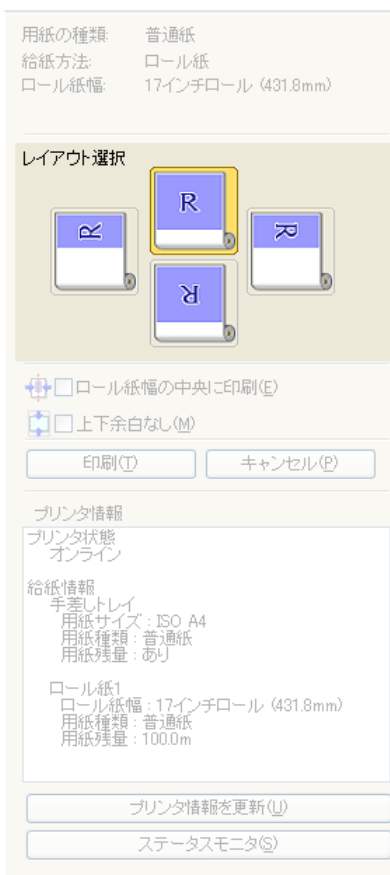 用紙の種類: 普通紙
給紙方法: ロール紙
ロール紙幅: 17インチロール (431.8mm)
レイアウト選択
R
R R
R
ロール紙幅の中央に印刷(E)
上下余白なし(M)
印刷(T) キャンセル(P)
プリンタ情報
プリンタ状態
オンライン
給紙情報
手差しトレイ
用紙サイズ : ISO A4
用紙種類 : 普通紙
用紙残量 : あり
ロール紙1
ロール紙幅 : 17インチロール (431.8mm)
用紙種類 : 普通紙
用紙残量 : 100.0m
プリンタ情報を更新(U)
ステータスモニタ(S)